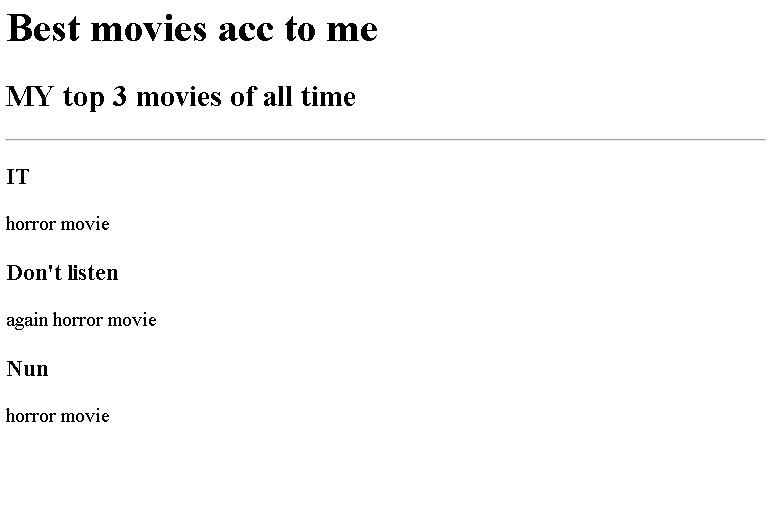 Best movies acc to me
MY top 3 movies of all time
IT
horror movie
Don't listen
again horror movie
Nun
horror movie